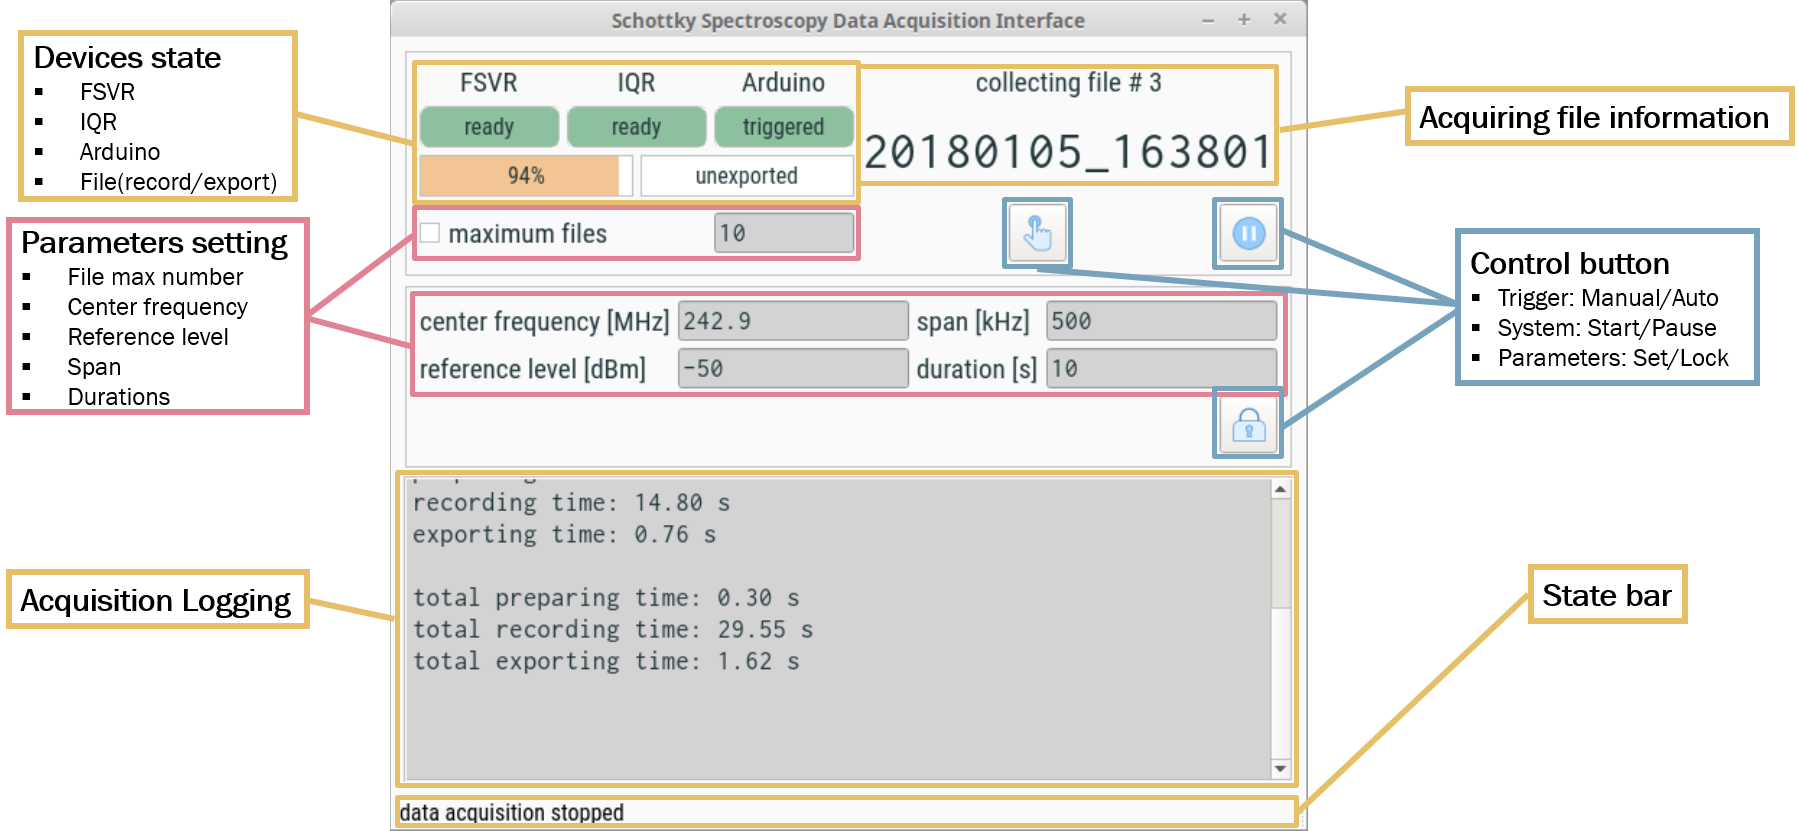 Schottky Spectroscopy Data Acquisition Interface
Devices state
▪ FSVR
▪ IQR
▪ Arduino
▪ File(record/export)
Parameters setting
▪ File max number
▪ Center frequency
▪ Reference level
▪ Span
▪ Durations
Acquisition Logging
FSVR IQR Arduino
ready ready triggered
94% unexported
collecting file # 3
20180105_163801
maximum files 10
center frequency [MHz] 242.9 span [kHz] 500
reference level [dBm] -50 duration [s] 10
recording time: 14.80 s
exporting time: 0.76 s
total preparing time: 0.30 s
total recording time: 29.55 s
total exporting time: 1.62 s
data acquisition stopped
Acquiring file information
Control button
▪ Trigger: Manual/Auto
▪ System: Start/Pause
▪ Parameters: Set/Lock
State bar